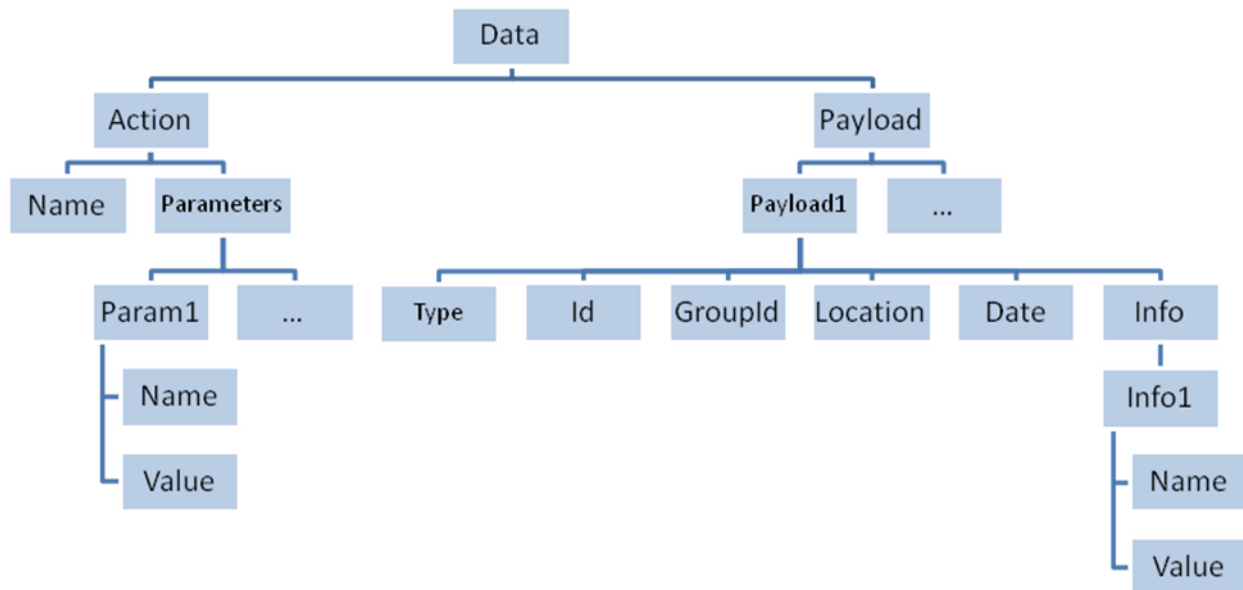 Data
Action
Payload
Name
Parameters
Payload1
...
Param1
...
Type
Id
GroupId
Location
Date
Info
Name
Info1
Value
Name
Value